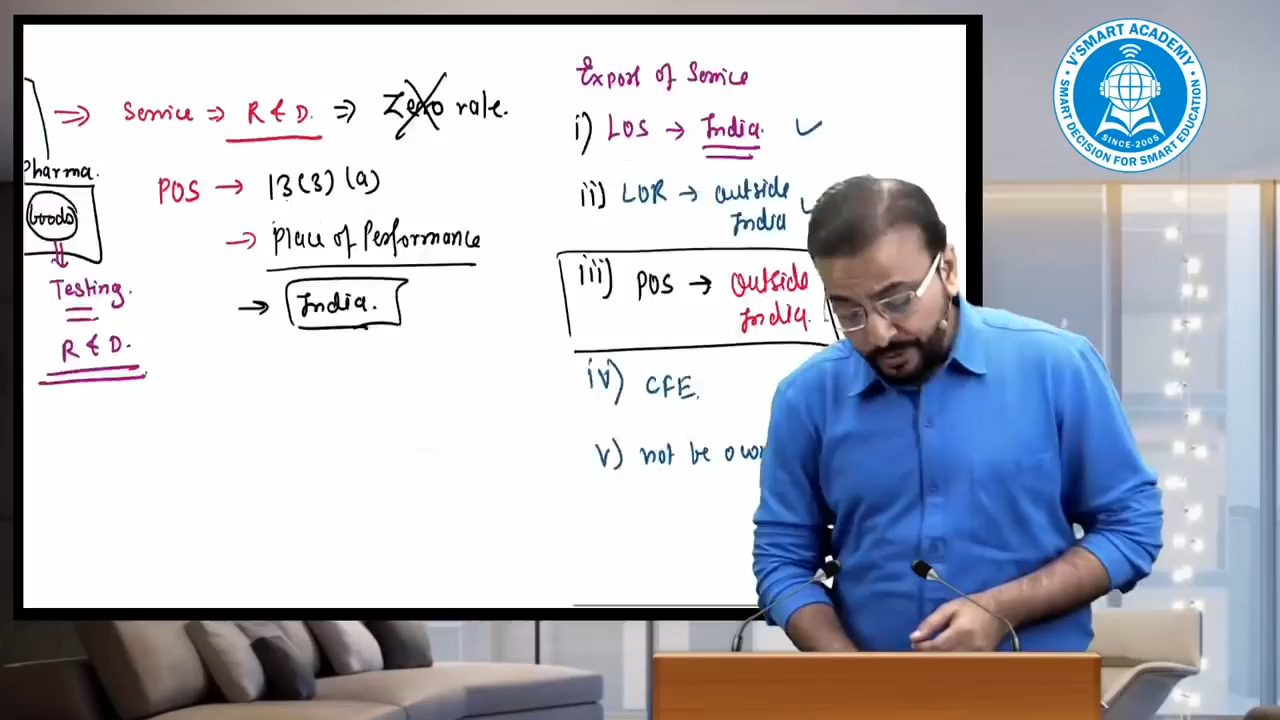 ⇒ Service ⇒ R & D. ⇒ Zero rate.
Pharma.
Goods
Testing.
R & D.
POS → 13(3)(a)
→ Place of Performance
→ India.
Export of Service
i) LOS → India. ✓
ii) LOR → outside
India
iii) POS → outside
India.
iv) CFE.
v) not be
V'SMART ACADEMY
SINCE-2005
SMART DECISION FOR SMART EDUCATION